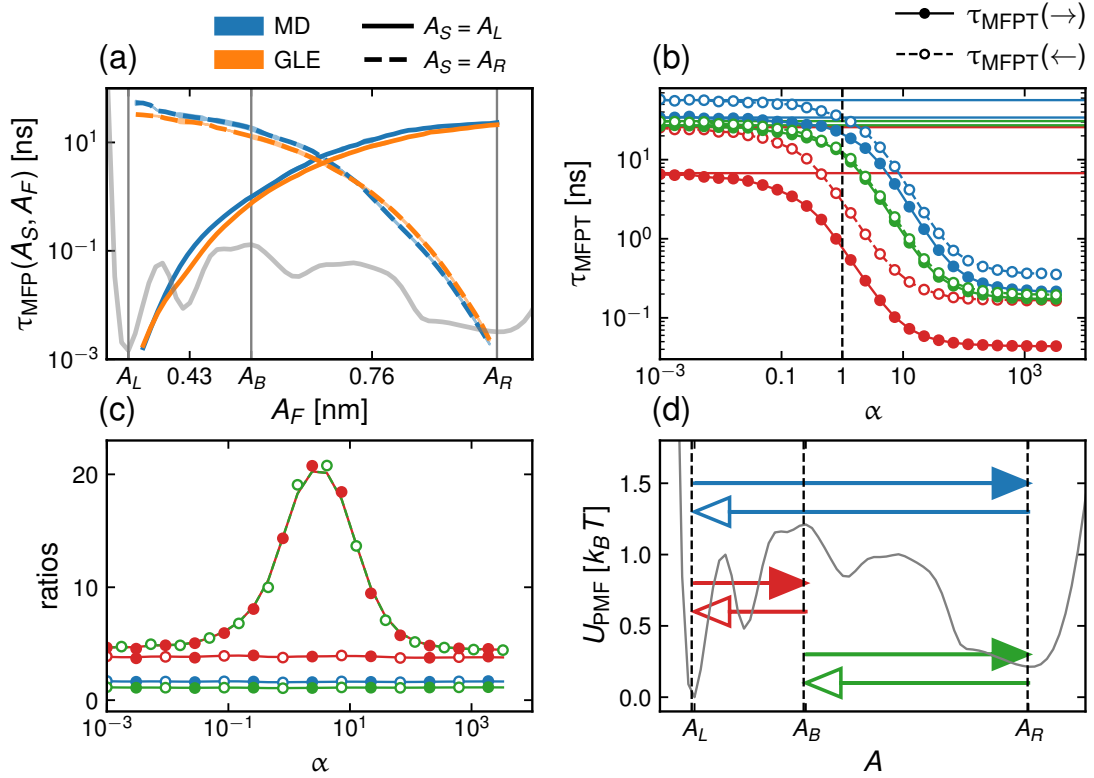 MD
GLE
A_S = A_L
A_S = A_R
τ_MFPT(→)
τ_MFPT(←)
(a)
(b)
τ_MFP(A_S, A_F) [ns]
10^1
10^-1
10^-3
A_L
0.43
A_B
0.76
A_R
A_F [nm]
τ_MFPT [ns]
10^1
10^0
10^-1
10^-3
0.1
1
10
10^3
α
(c)
(d)
ratios
20
10
0
10^-3
10^-1
10^1
10^3
α
U_PMF [k_B T]
1.5
1.0
0.5
0.0
A_L
A_B
A_R
A